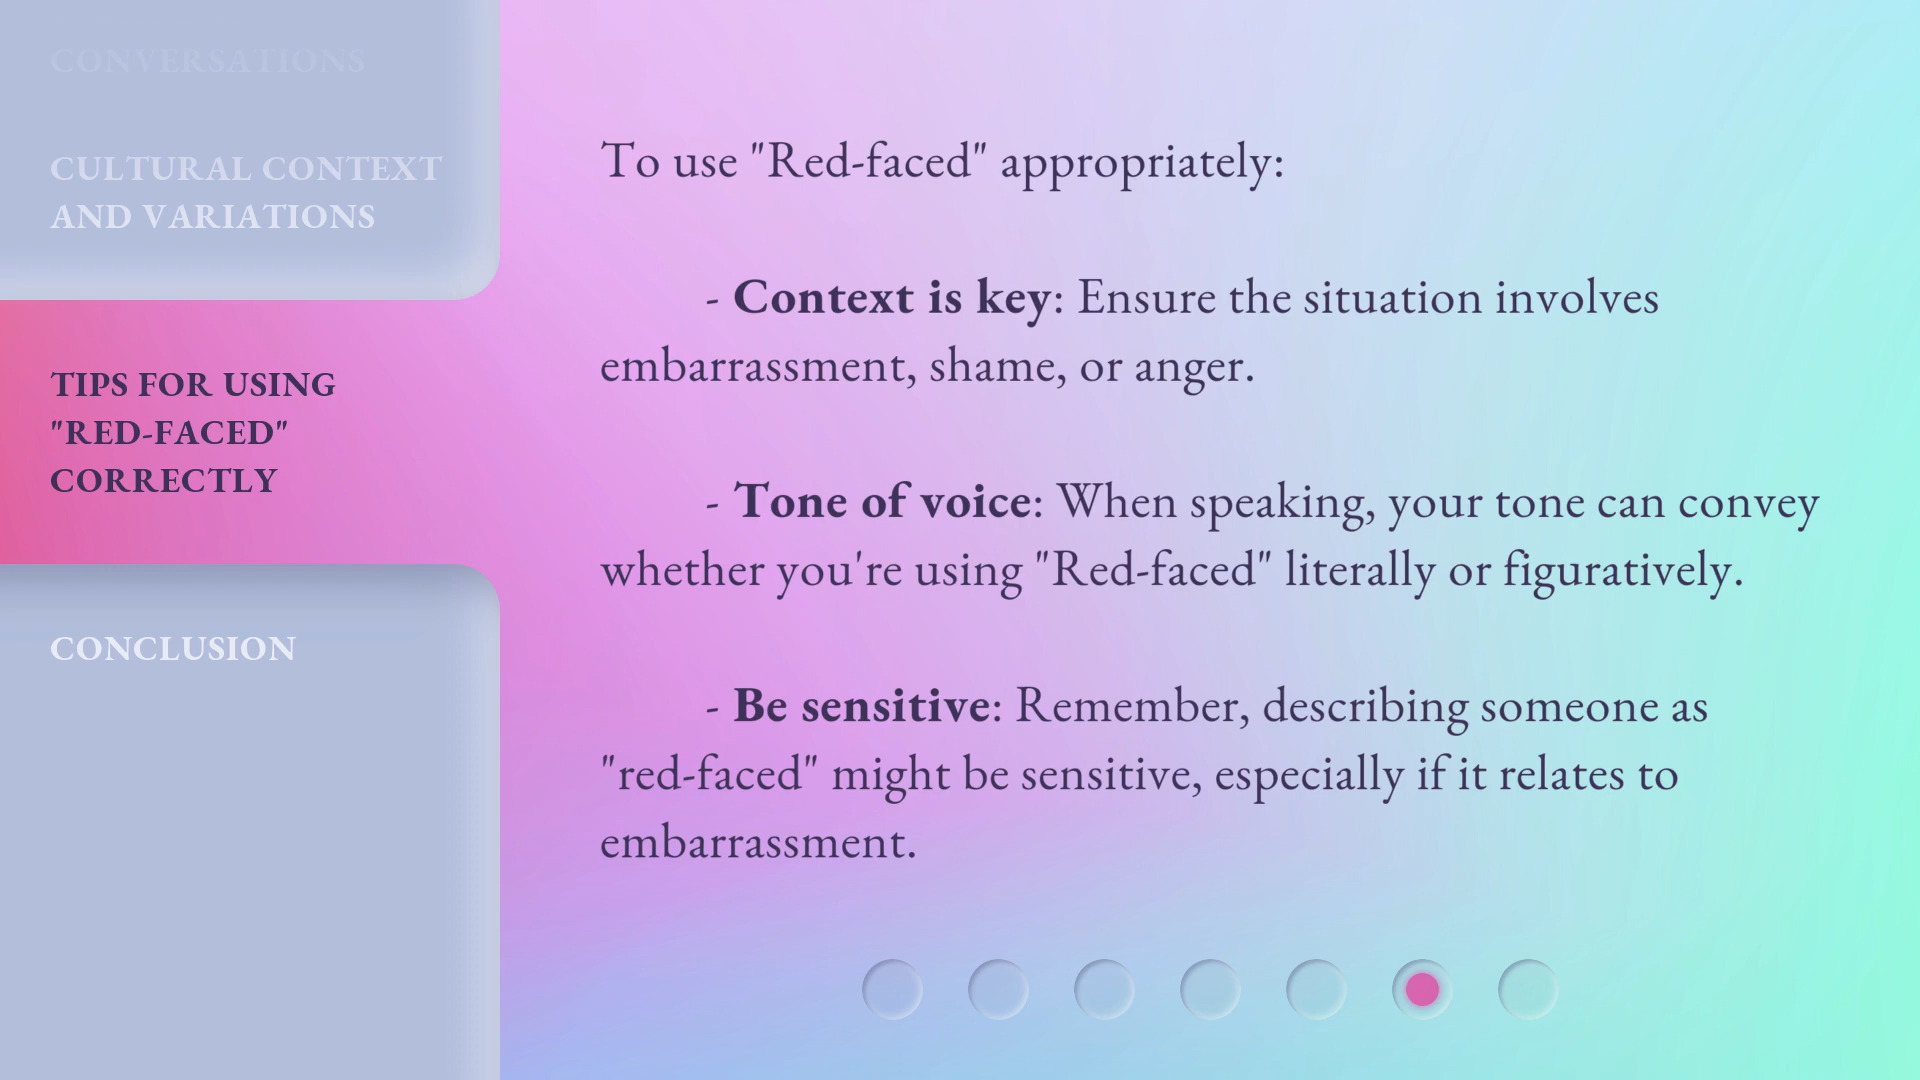 CONVERSATIONS
CULTURAL CONTEXT
AND VARIATIONS
TIPS FOR USING
"RED-FACED"
CORRECTLY
CONCLUSION
To use "Red-faced" appropriately:
- Context is key: Ensure the situation involves
embarrassment, shame, or anger.
- Tone of voice: When speaking, your tone can convey
whether you're using "Red-faced" literally or figuratively.
- Be sensitive: Remember, describing someone as
"red-faced" might be sensitive, especially if it relates to
embarrassment.